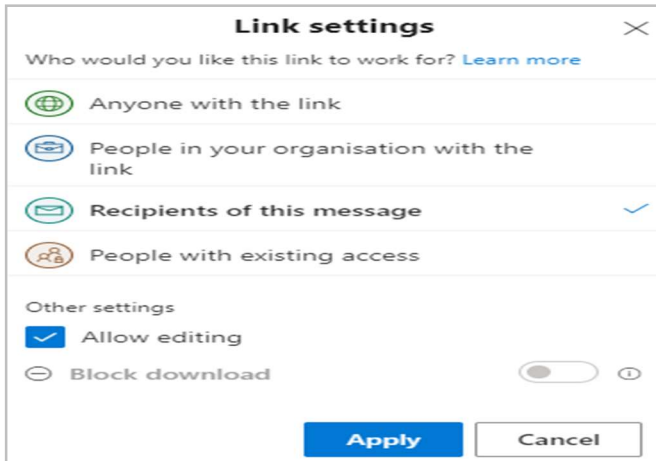 Link settings
Who would you like this link to work for? Learn more
Anyone with the link
People in your organisation with the
link
Recipients of this message
People with existing access
Other settings
Allow editing
Block download
Apply
Cancel